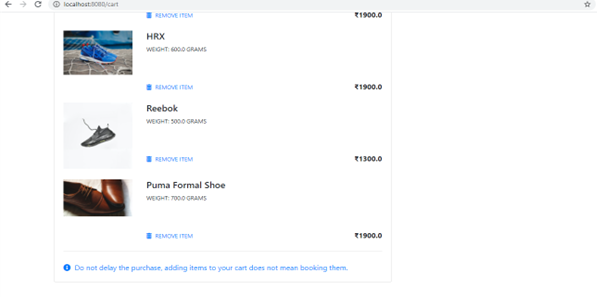 localhost:8080/cart
REMOVE ITEM ₹1900.0
HRX
WEIGHT: 600.0 GRAMS
REMOVE ITEM ₹1900.0
Reebok
WEIGHT: 500.0 GRAMS
REMOVE ITEM ₹1300.0
Puma Formal Shoe
WEIGHT: 700.0 GRAMS
REMOVE ITEM ₹1900.0
Do not delay the purchase, adding items to your cart does not mean booking them.